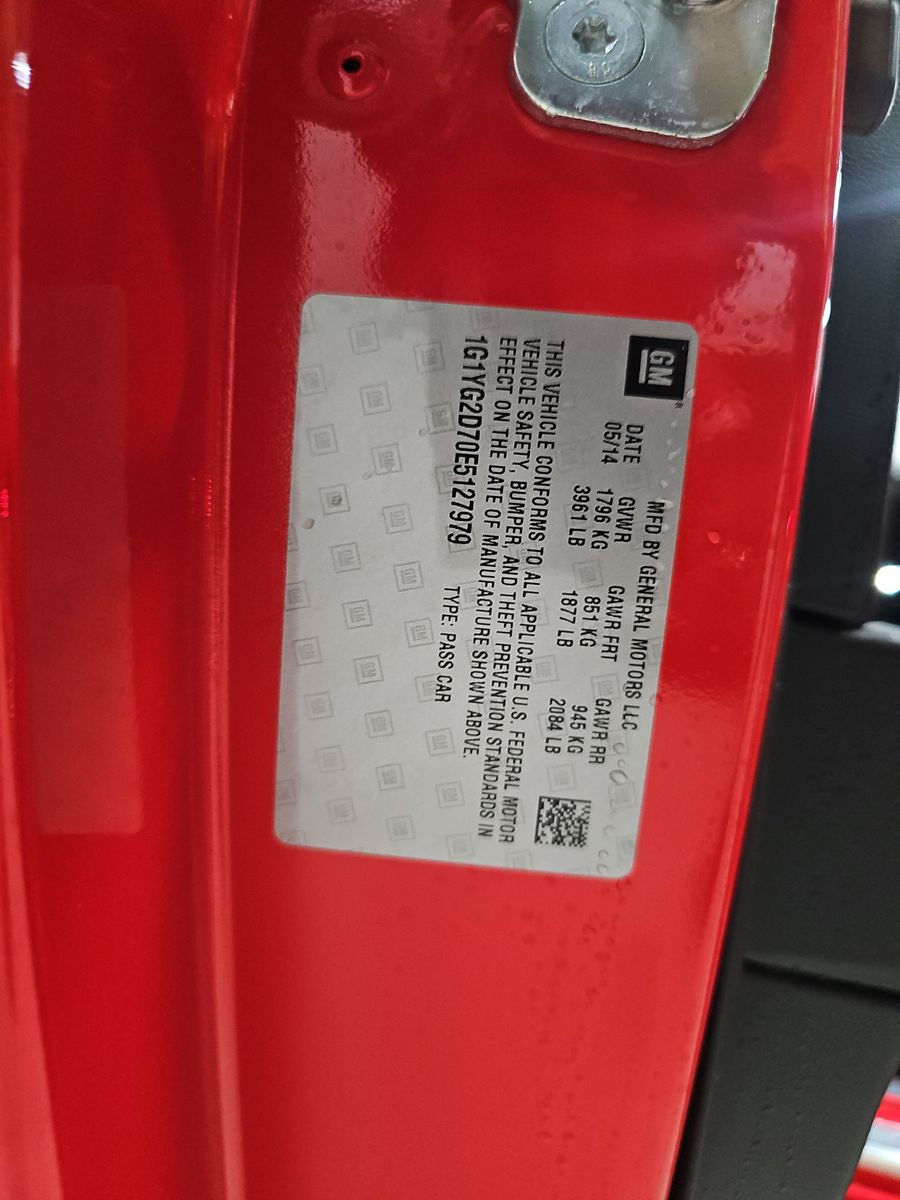 GM®
MFD BY GENERAL MOTORS LLC
DATE GVWR GAWR FRT GAWR RR
05/14 1796 KG 851 KG 945 KG
3961 LB 1877 LB 2084 LB
THIS VEHICLE CONFORMS TO ALL APPLICABLE U.S. FEDERAL MOTOR
VEHICLE SAFETY, BUMPER, AND THEFT PREVENTION STANDARDS IN
EFFECT ON THE DATE OF MANUFACTURE SHOWN ABOVE.
1G1YG2D70E5127979 TYPE: PASS CAR